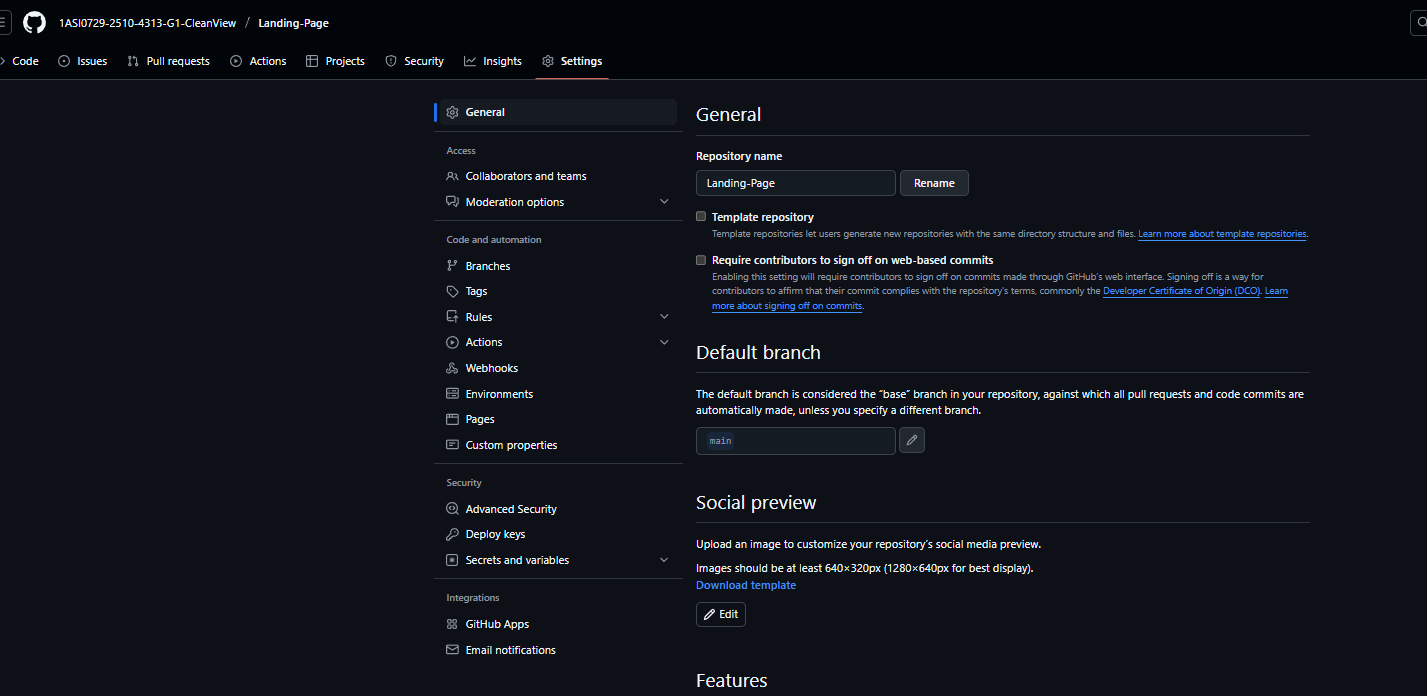 1ASI0729-2510-4313-G1-CleanView / Landing-Page
Code Issues Pull requests Actions Projects Security Insights Settings
General
Access
Collaborators and teams
Moderation options
Code and automation
Branches
Tags
Rules
Actions
Webhooks
Environments
Pages
Custom properties
Security
Advanced Security
Deploy keys
Secrets and variables
Integrations
GitHub Apps
Email notifications
General
Repository name
Landing-Page Rename
Template repository
Template repositories let users generate new repositories with the same directory structure and files. Learn more about template repositories.
Require contributors to sign off on web-based commits
Enabling this setting will require contributors to sign off on commits made through GitHub's web interface. Signing off is a way for
contributors to affirm that their commit complies with the repository's terms, commonly the Developer Certificate of Origin (DCO). Learn
more about signing off on commits.
Default branch
The default branch is considered the “base” branch in your repository, against which all pull requests and code commits are
automatically made, unless you specify a different branch.
main
Social preview
Upload an image to customize your repository’s social media preview.
Images should be at least 640×320px (1280×640px for best display).
Download template
Edit
Features